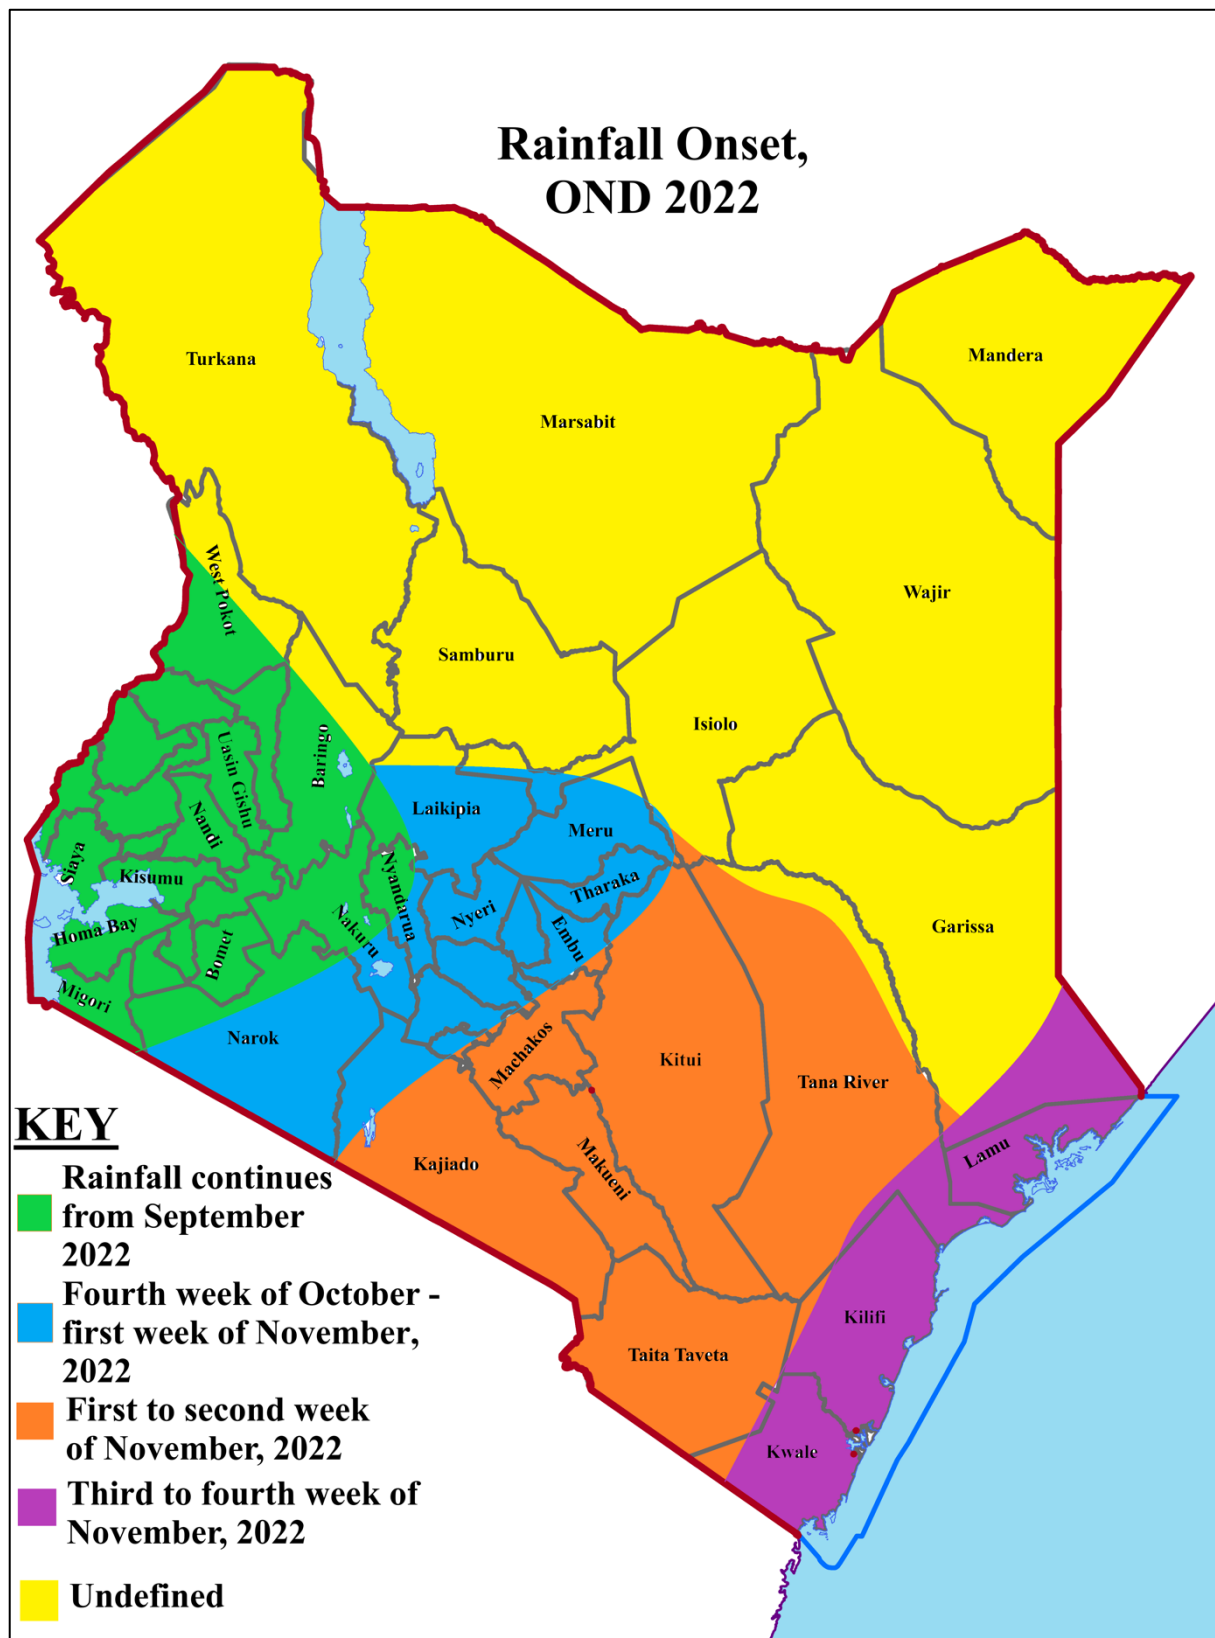 Rainfall Onset,
OND 2022
Turkana
Marsabit
Mandera
West Pokot
Wajir
Samburu
Isiolo
Uasin Gishu
Baringo
Laikipia
Meru
Nandi
Siaya
Kisumu
Nyandarua
Tharaka
Nyeri
Embu
Garissa
Homa Bay
Nakuru
Bomet
Migori
Narok
Machakos
Kitui
Tana River
Kajiado
Makueni
Lamu
Kilifi
Taita Taveta
Kwale
KEY
Rainfall continues
from September
2022
Fourth week of October -
first week of November,
2022
First to second week
of November, 2022
Third to fourth week of
November, 2022
Undefined